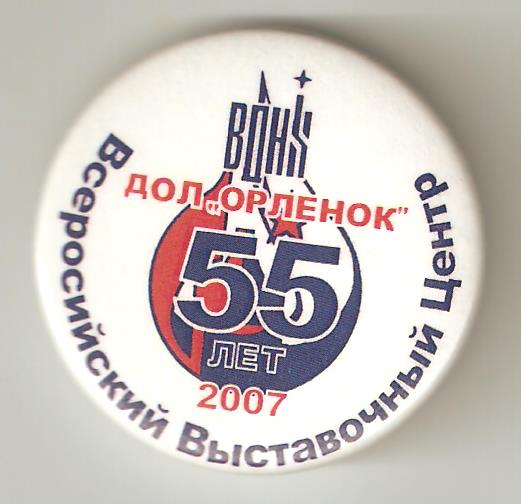 ВДНХ
ДОЛ „ОРЛЕНОК”
55
ЛЕТ
2007
Всеросийский Выставочный Центр